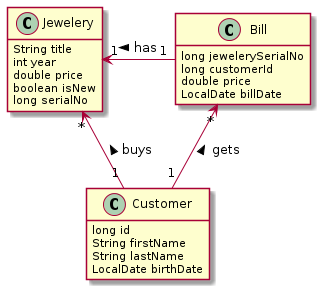 C Jewelery
String title
int year
double price
boolean isNew
long serialNo
1 has 1
C Bill
long jewelerySerialNo
long customerId
double price
LocalDate billDate
*
buys
1
*
gets
1
C Customer
long id
String firstName
String lastName
LocalDate birthDate